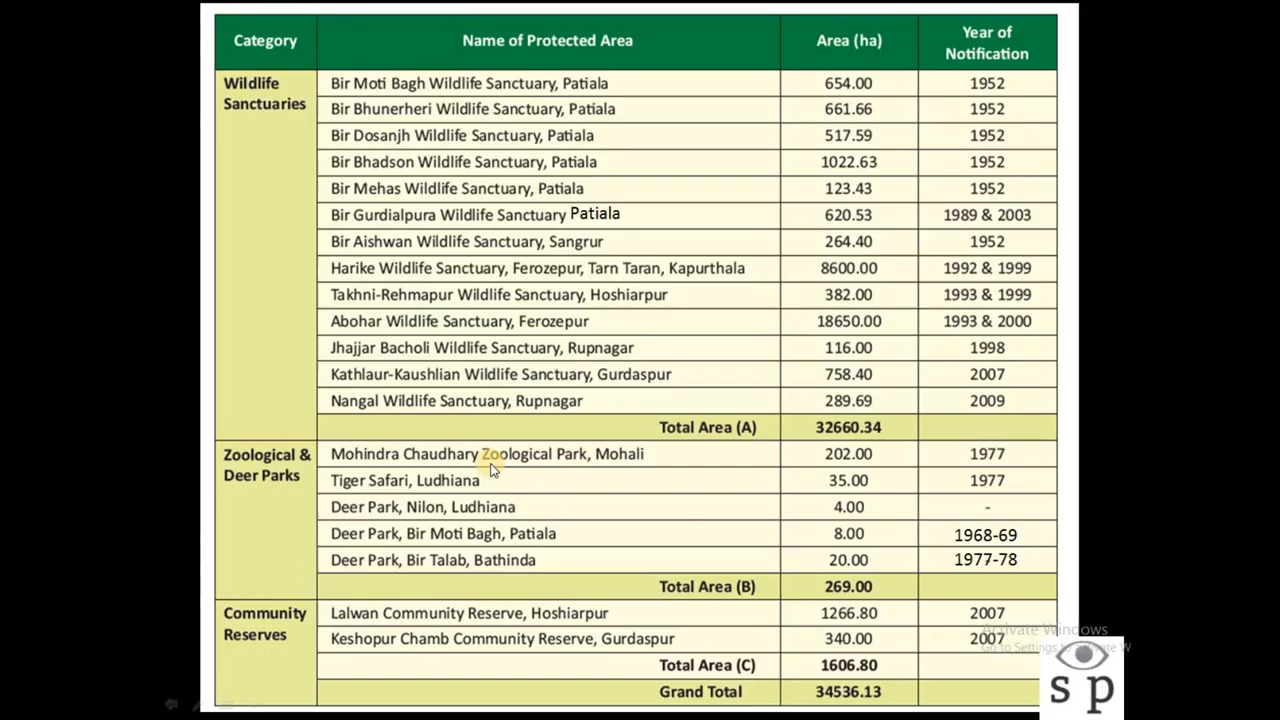 Category Name of Protected Area Area (ha) Year of Notification
Wildlife Sanctuaries
Bir Moti Bagh Wildlife Sanctuary, Patiala 654.00 1952
Bir Bhunerheri Wildlife Sanctuary, Patiala 661.66 1952
Bir Dosanjh Wildlife Sanctuary, Patiala 517.59 1952
Bir Bhadson Wildlife Sanctuary, Patiala 1022.63 1952
Bir Mehas Wildlife Sanctuary, Patiala 123.43 1952
Bir Gurdialpura Wildlife Sanctuary Patiala 620.53 1989 & 2003
Bir Aishwan Wildlife Sanctuary, Sangrur 264.40 1952
Harike Wildlife Sanctuary, Ferozepur, Tarn Taran, Kapurthala 8600.00 1992 & 1999
Takhni-Rehmapur Wildlife Sanctuary, Hoshiarpur 382.00 1993 & 1999
Abohar Wildlife Sanctuary, Ferozepur 18650.00 1993 & 2000
Jhajjar Bacholi Wildlife Sanctuary, Rupnagar 116.00 1998
Kathlaur-Kaushlian Wildlife Sanctuary, Gurdaspur 758.40 2007
Nangal Wildlife Sanctuary, Rupnagar 289.69 2009
Total Area (A) 32660.34
Zoological & Deer Parks
Mohindra Chaudhary Zoological Park, Mohali 202.00 1977
Tiger Safari, Ludhiana 35.00 1977
Deer Park, Nilon, Ludhiana 4.00 -
Deer Park, Bir Moti Bagh, Patiala 8.00 1968-69
Deer Park, Bir Talab, Bathinda 20.00 1977-78
Total Area (B) 269.00
Community Reserves
Lalwan Community Reserve, Hoshiarpur 1266.80 2007
Keshopur Chamb Community Reserve, Gurdaspur 340.00 2007
Total Area (C) 1606.80
Grand Total 34536.13
Activate Windows
Go to Settings to activate W
s p